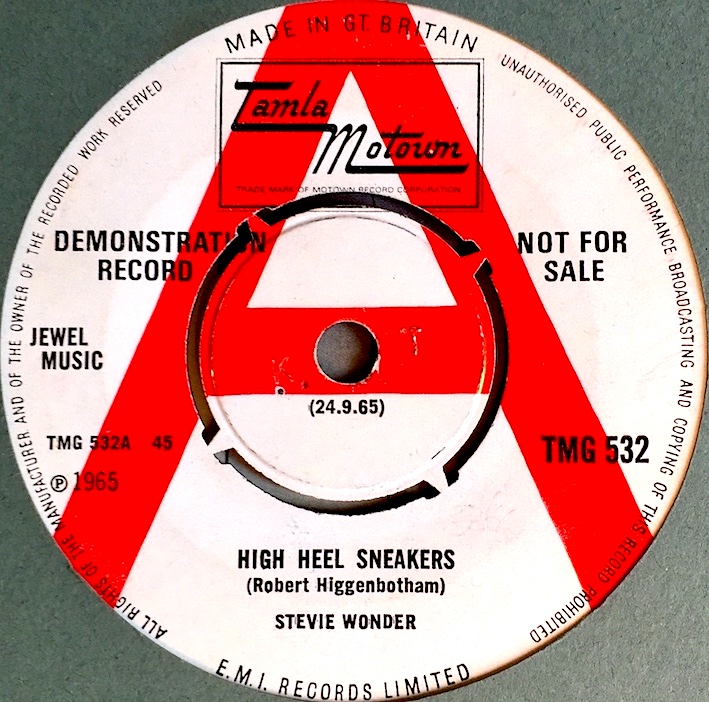 MADE IN GT. BRITAIN
UNAUTHORISED PUBLIC PERFORMANCE BROADCASTING AND COPYING OF THIS RECORD PROHIBITED
ALL RIGHTS OF THE MANUFACTURER AND OF THE OWNER OF THE RECORDED WORK RESERVED
A
Tamla
Motown
TRADE MARK OF MOTOWN RECORD CORPORATION
DEMONSTRATION
RECORD
NOT FOR
SALE
JEWEL
MUSIC
(24.9.65)
TMG 532A 45
TMG 532
℗ 1965
HIGH HEEL SNEAKERS
(Robert Higgenbotham)
STEVIE WONDER
E.M.I. RECORDS LIMITED